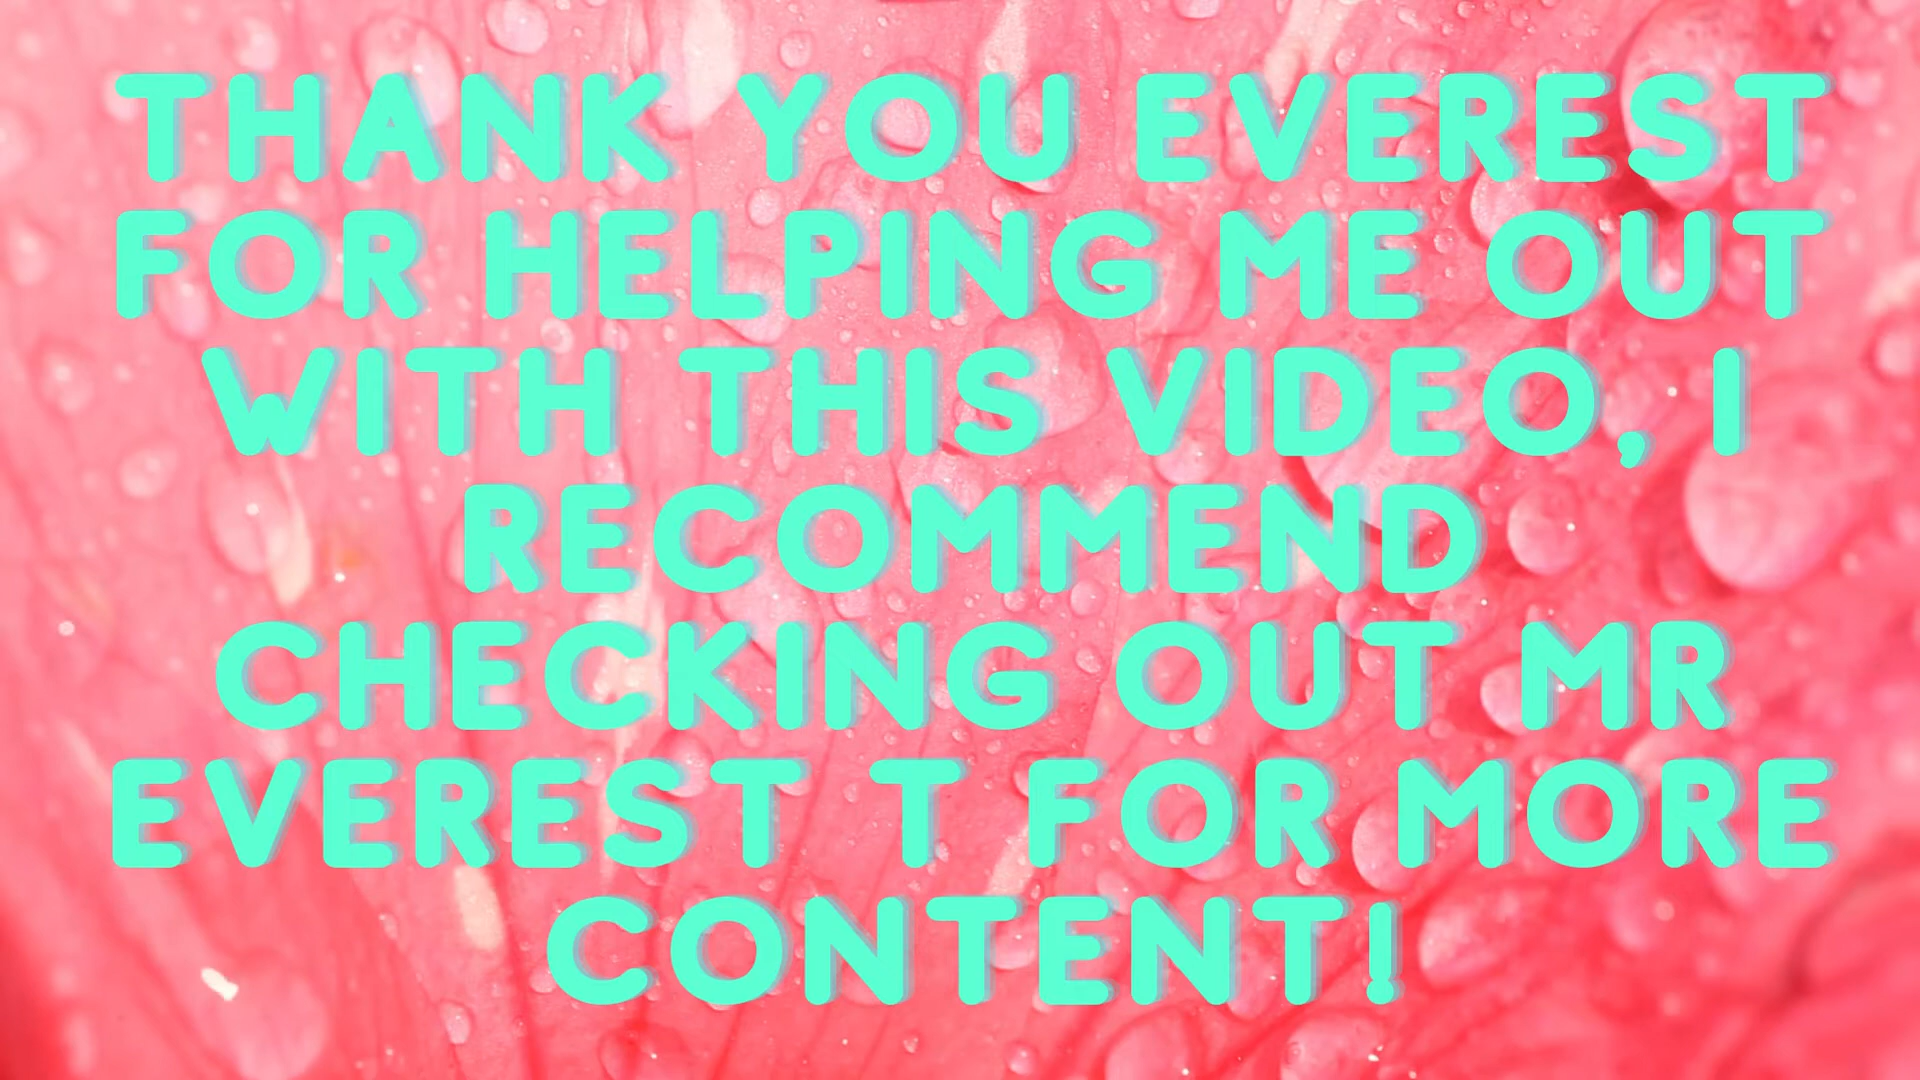 THANK YOU EVEREST
FOR HELPING ME OUT
WITH THIS VIDEO, I
RECOMMEND
CHECKING OUT MR
EVEREST T FOR MORE
CONTENT!